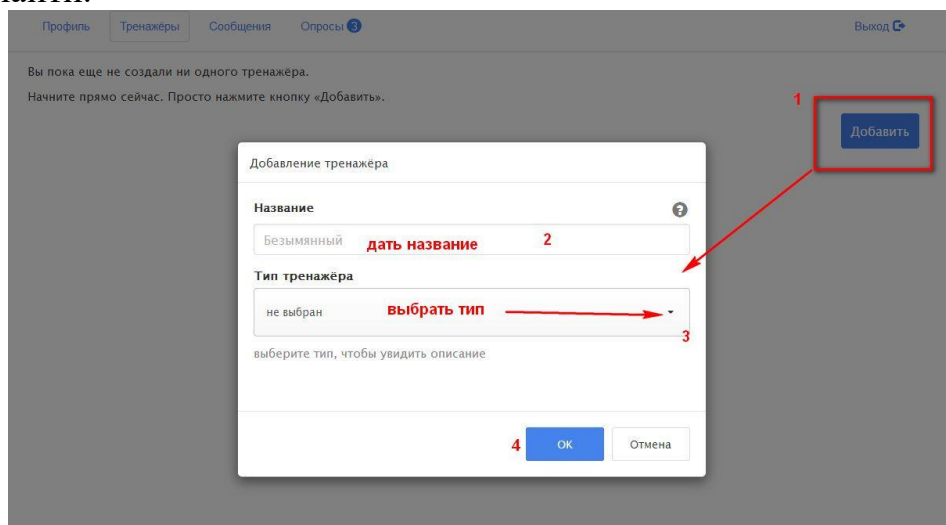 Профиль Тренажёры Сообщения Опросы 3 Выход
Вы пока еще не создали ни одного тренажёра.
Начните прямо сейчас. Просто нажмите кнопку «Добавить».
1
Добавить
Добавление тренажёра
Название ?
Безымянный дать название 2
Тип тренажёра
не выбран выбрать тип
3
выберите тип, чтобы увидить описание
4 ОК Отмена